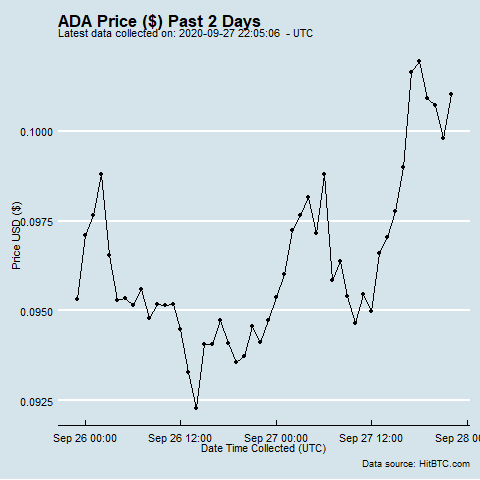 ADA Price ($) Past 2 Days
Latest data collected on: 2020-09-27 22:05:06 - UTC
0.1000
0.0975
0.0950
0.0925
Price USD ($)
Sep 26 00:00 Sep 26 12:00 Sep 27 00:00 Sep 27 12:00 Sep 28 0
Date Time Collected (UTC)
Data source: HitBTC.com